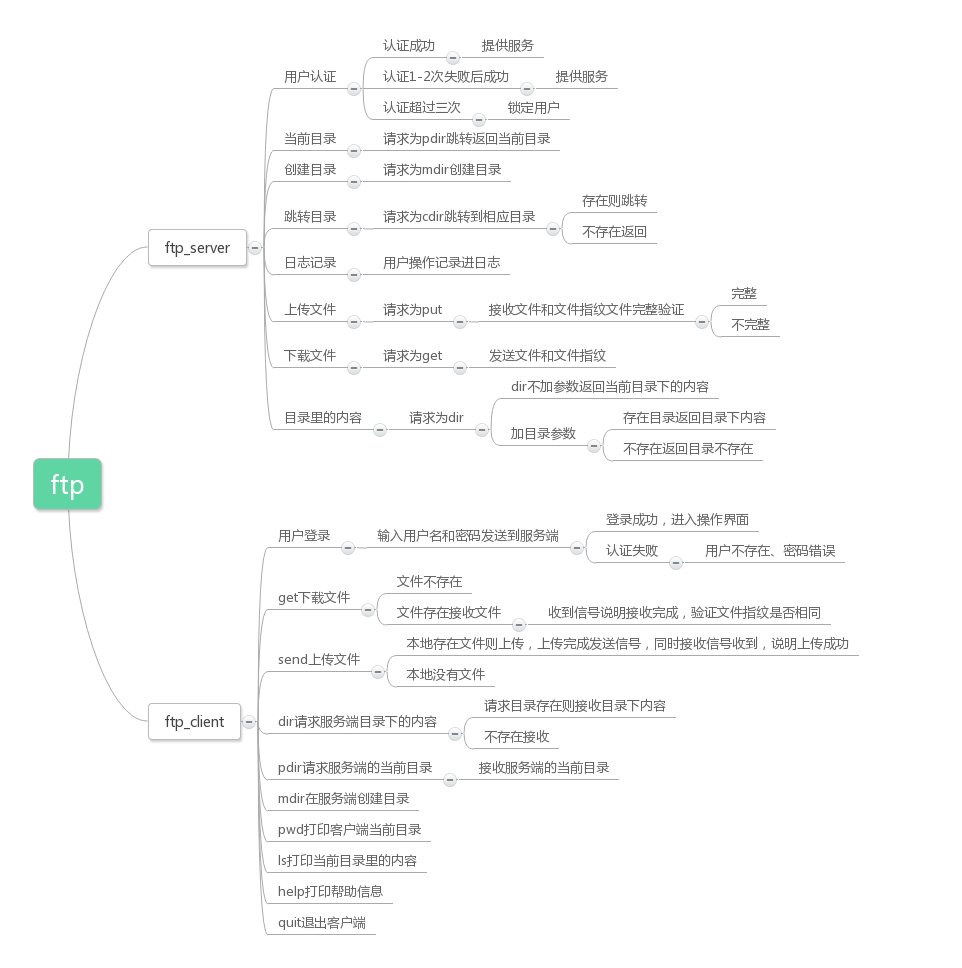 认证成功
提供服务
用户认证
认证1-2次失败后成功
提供服务
认证超过三次
锁定用户
当前目录
请求为pdir跳转返回当前目录
创建目录
请求为mdir创建目录
跳转目录
请求为cdir跳转到相应目录
存在则跳转
不存在返回
ftp_server
日志记录
用户操作记录进日志
上传文件
请求为put
接收文件和文件指纹文件完整验证
完整
不完整
下载文件
请求为get
发送文件和文件指纹
目录里的内容
请求为dir
dir不加参数返回当前目录下的内容
加目录参数
存在目录返回目录下内容
不存在返回目录不存在
ftp
用户登录
输入用户名和密码发送到服务端
登录成功，进入操作界面
认证失败
用户不存在、密码错误
get下载文件
文件不存在
文件存在接收文件
收到信号说明接收完成，验证文件指纹是否相同
send上传文件
本地存在文件则上传，上传完成发送信号，同时接收信号收到，说明上传成功
本地没有文件
ftp_client
dir请求服务端目录下的内容
请求目录存在则接收目录下内容
不存在接收
pdir请求服务端的当前目录
接收服务端的当前目录
mdir在服务端创建目录
pwd打印客户端当前目录
ls打印当前目录里的内容
help打印帮助信息
quit退出客户端